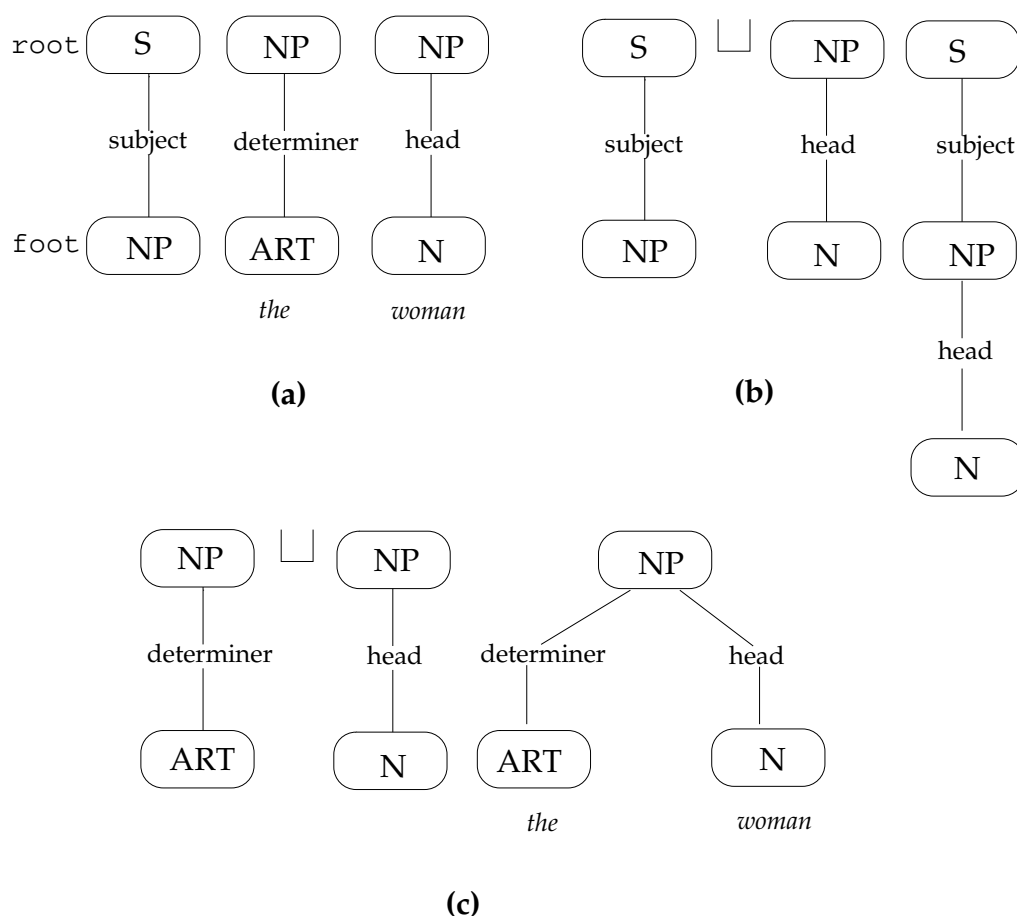 root S NP NP
subject determiner head
foot NP ART N
the woman
(a)
S NP S
subject head subject
NP N NP
head
(b)
N
NP NP NP
determiner head determiner head
ART N ART N
the woman
(c)